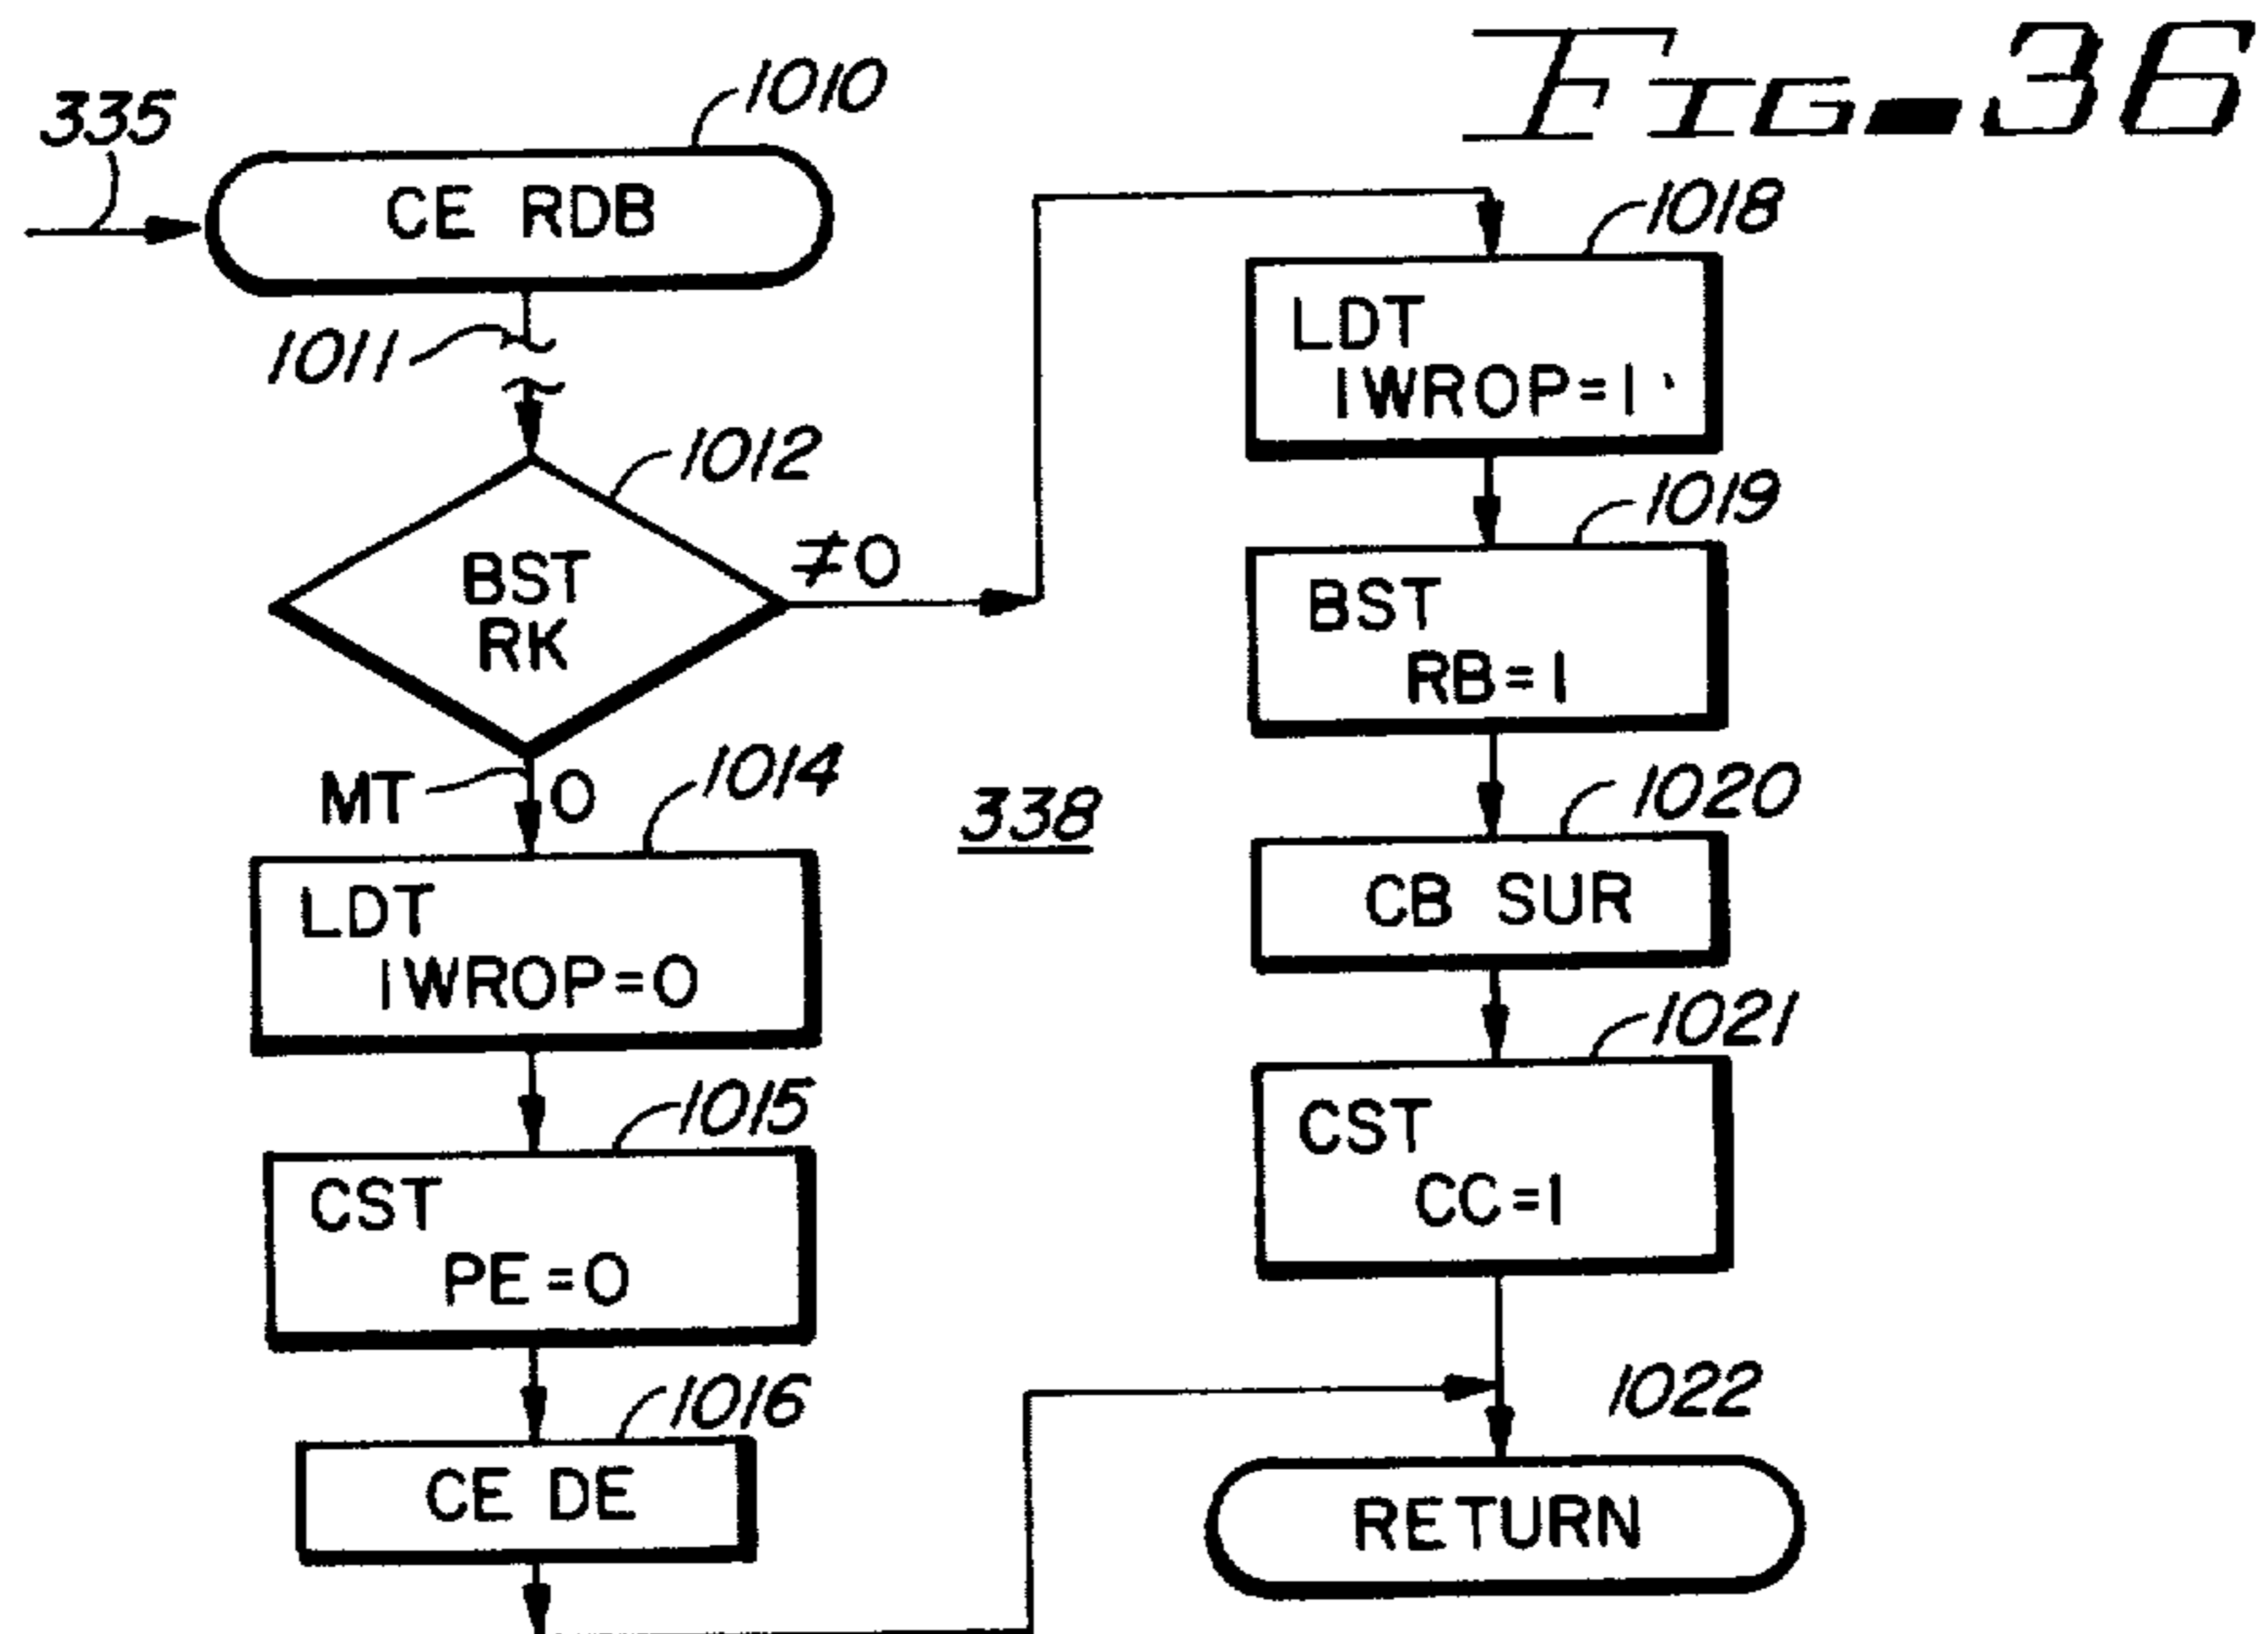 FIG-36
335
1010
CE RDB
1011
1012
BST
RK
≠0
MT
0
1014
LDT
IWROP=0
1015
CST
PE=0
1016
CE DE
338
1018
LDT
IWROP=1
1019
BST
RB=1
1020
CB SUR
1021
CST
CC=1
1022
RETURN